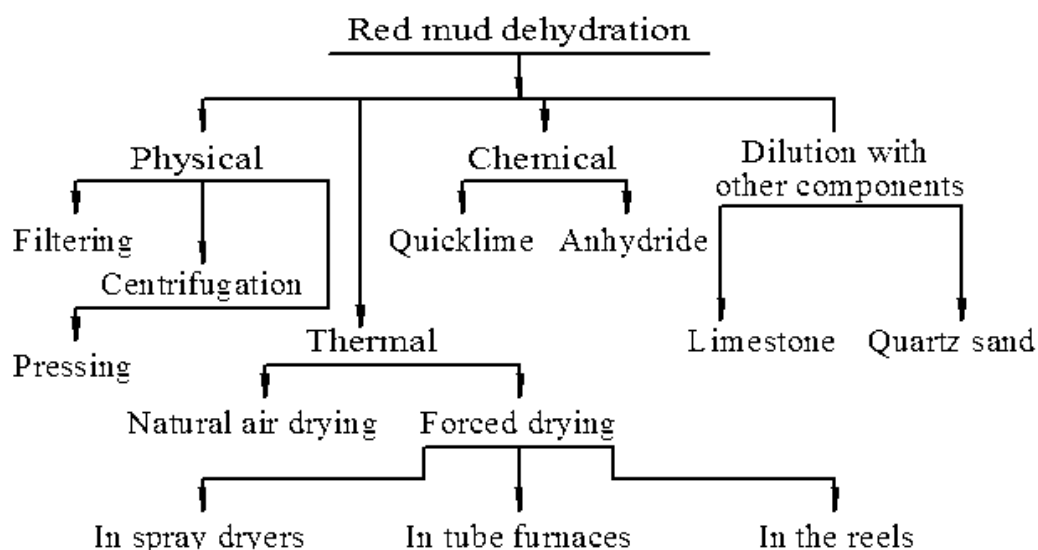 Red mud dehydration
Physical
Chemical
Dilution with
other components
Filtering
Quicklime
Anhydride
Centrifugation
Thermal
Limestone
Quartz sand
Pressing
Natural air drying
Forced drying
In spray dryers
In tube furnaces
In the reels